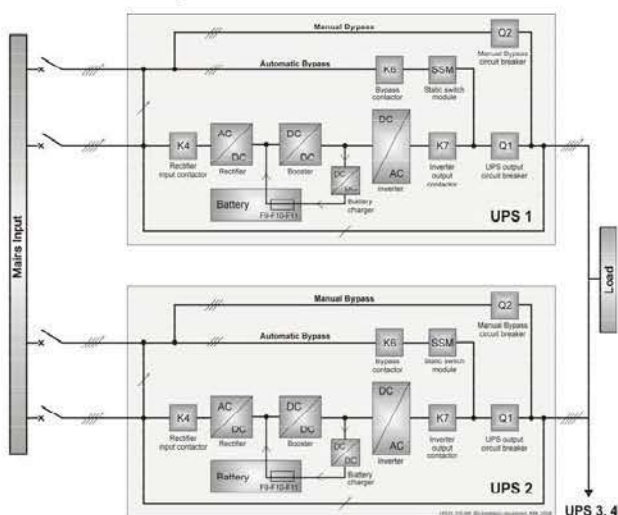 Manual Bypass
Q2
Manual Bypass
circuit breaker
Automatic Bypass
K6
Bypass
contactor
SSM
Static switch
module
K4
Rectifier
input contactor
AC
DC
Rectifier
DC
DC
Booster
DC
Battery
charger
DC
AC
Inverter
K7
Inverter
output
contactor
Q1
UPS output
circuit breaker
Battery
F9-F10-F11
UPS 1
Mairs Input
Load
Manual Bypass
Q2
Manual Bypass
circuit breaker
Automatic Bypass
K6
Bypass
contactor
SSM
Static switch
module
K4
Rectifier
input contactor
AC
DC
Rectifier
DC
DC
Booster
DC
DC
Battery
charger
DC
AC
Inverter
K7
Inverter
output
contactor
Q1
UPS output
circuit breaker
Battery
F9-F10-F11
UPS 2
UPS 3, 4